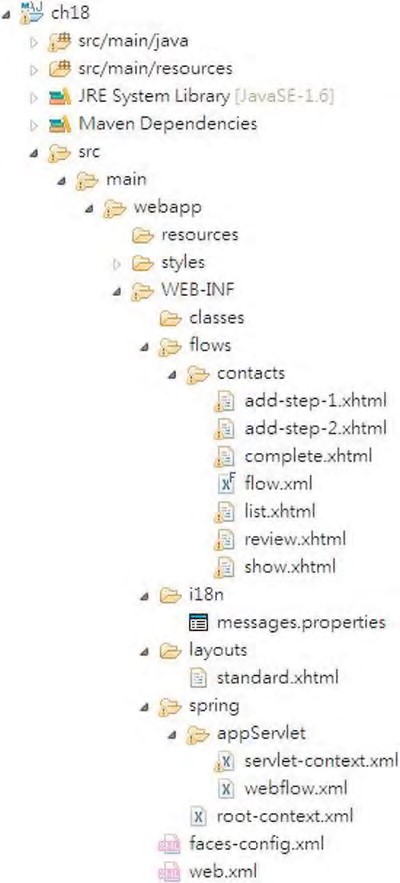 ch18
src/main/java
src/main/resources
JRE System Library [JavaSE-1.6]
Maven Dependencies
src
main
webapp
resources
styles
WEB-INF
classes
flows
contacts
add-step-1.xhtml
add-step-2.xhtml
complete.xhtml
flow.xml
list.xhtml
review.xhtml
show.xhtml
i18n
messages.properties
layouts
standard.xhtml
spring
appServlet
servlet-context.xml
webflow.xml
root-context.xml
faces-config.xml
web.xml